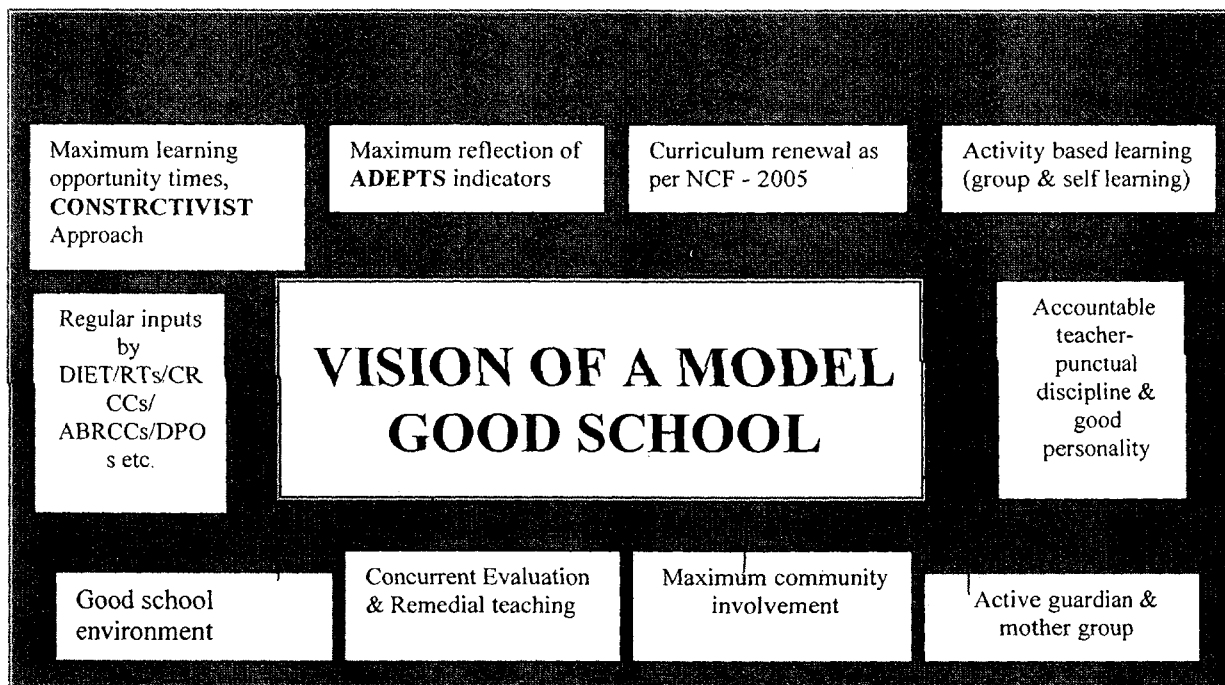 Maximum learning
opportunity times,
CONSTRCTIVIST
Approach
Maximum reflection of
ADEPTS indicators
Curriculum renewal as
per NCF - 2005
Activity based learning
(group & self learning)
Regular inputs
by
DIET/RTs/CR
CCs/
ABRCCs/DPO
s etc.
VISION OF A MODEL
GOOD SCHOOL
Accountable
teacher-
punctual
discipline &
good
personality
Good school
environment
Concurrent Evaluation
& Remedial teaching
Maximum community
involvement
Active guardian &
mother group